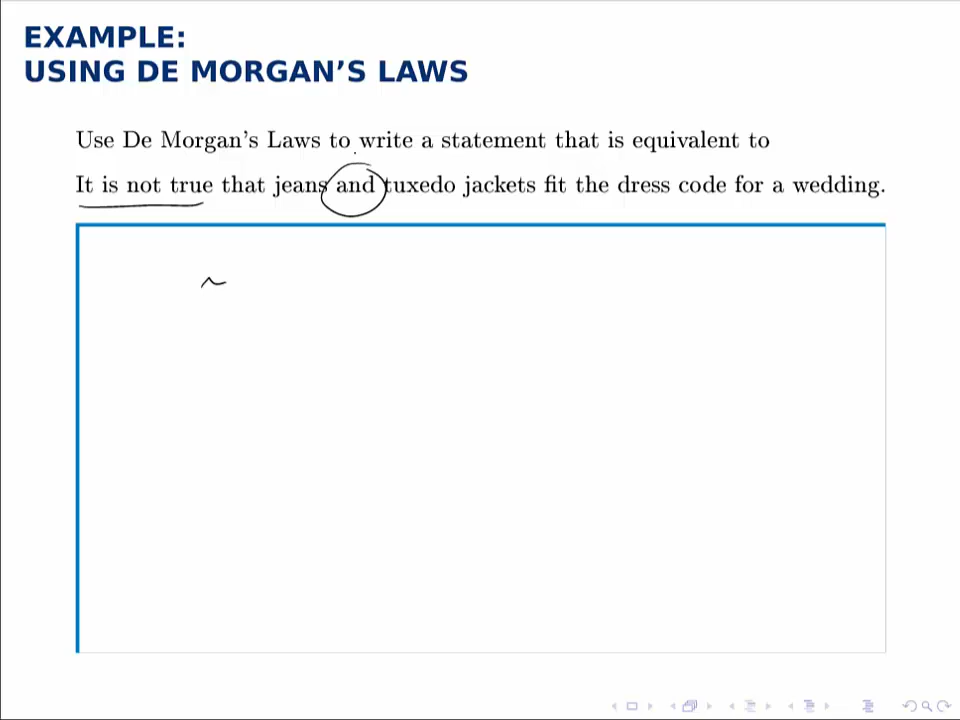 EXAMPLE:
USING DE MORGAN'S LAWS
Use De Morgan's Laws to write a statement that is equivalent to
It is not true that jeans and tuxedo jackets fit the dress code for a wedding.
~